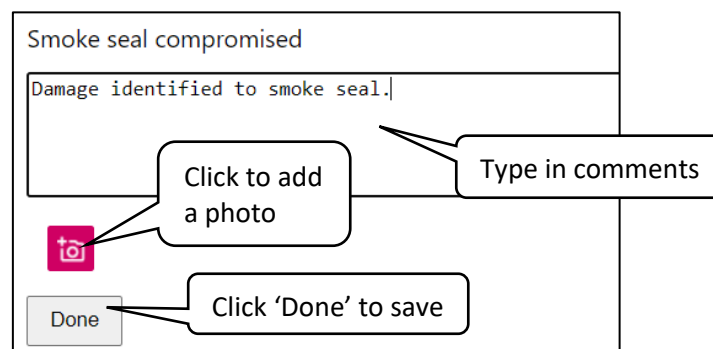 Smoke seal compromised
Damage identified to smoke seal.
Type in comments
Click to add
a photo
Click ‘Done’ to save
Done